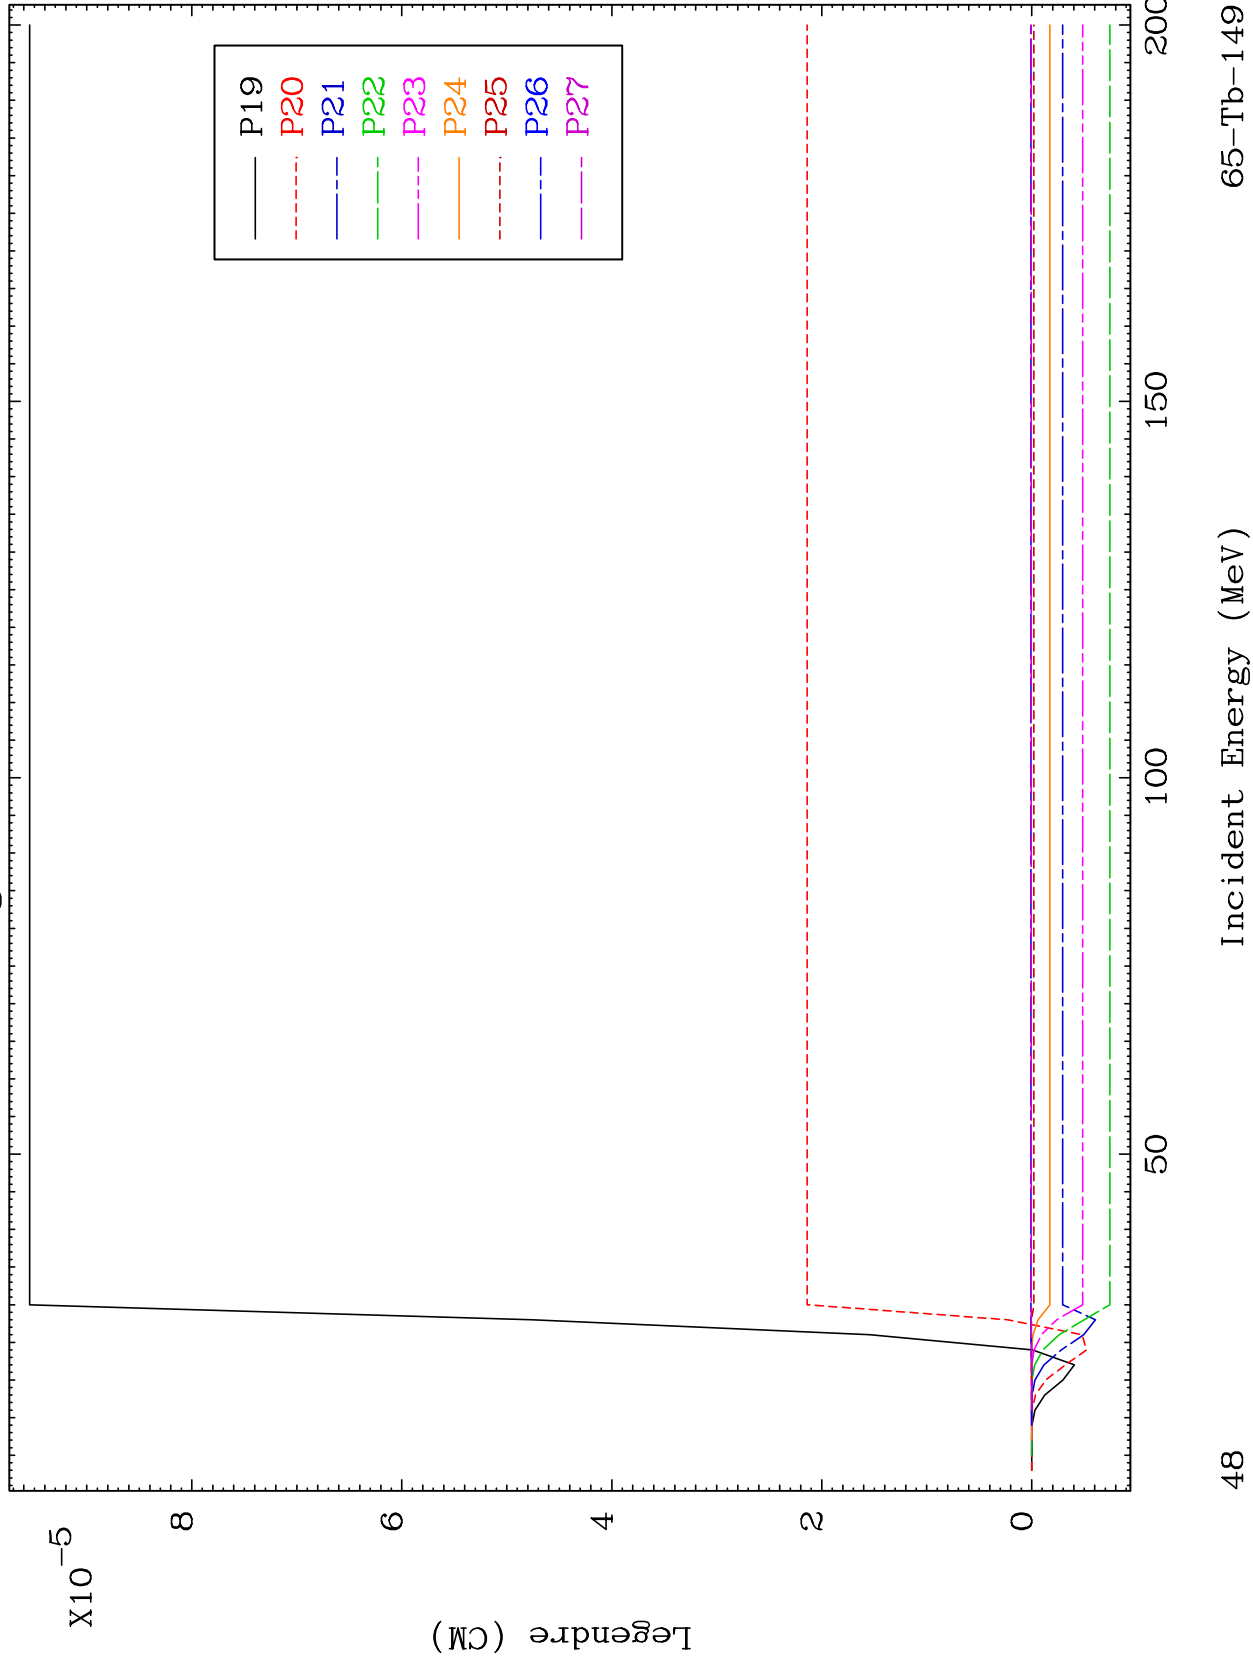 P19
P20
P21
P22
P23
P24
P25
P26
P27
X10-5
8
6
4
2
0
Legendre (CM)
50
100
150
200
Incident Energy (MeV)
48
65-Tb-149